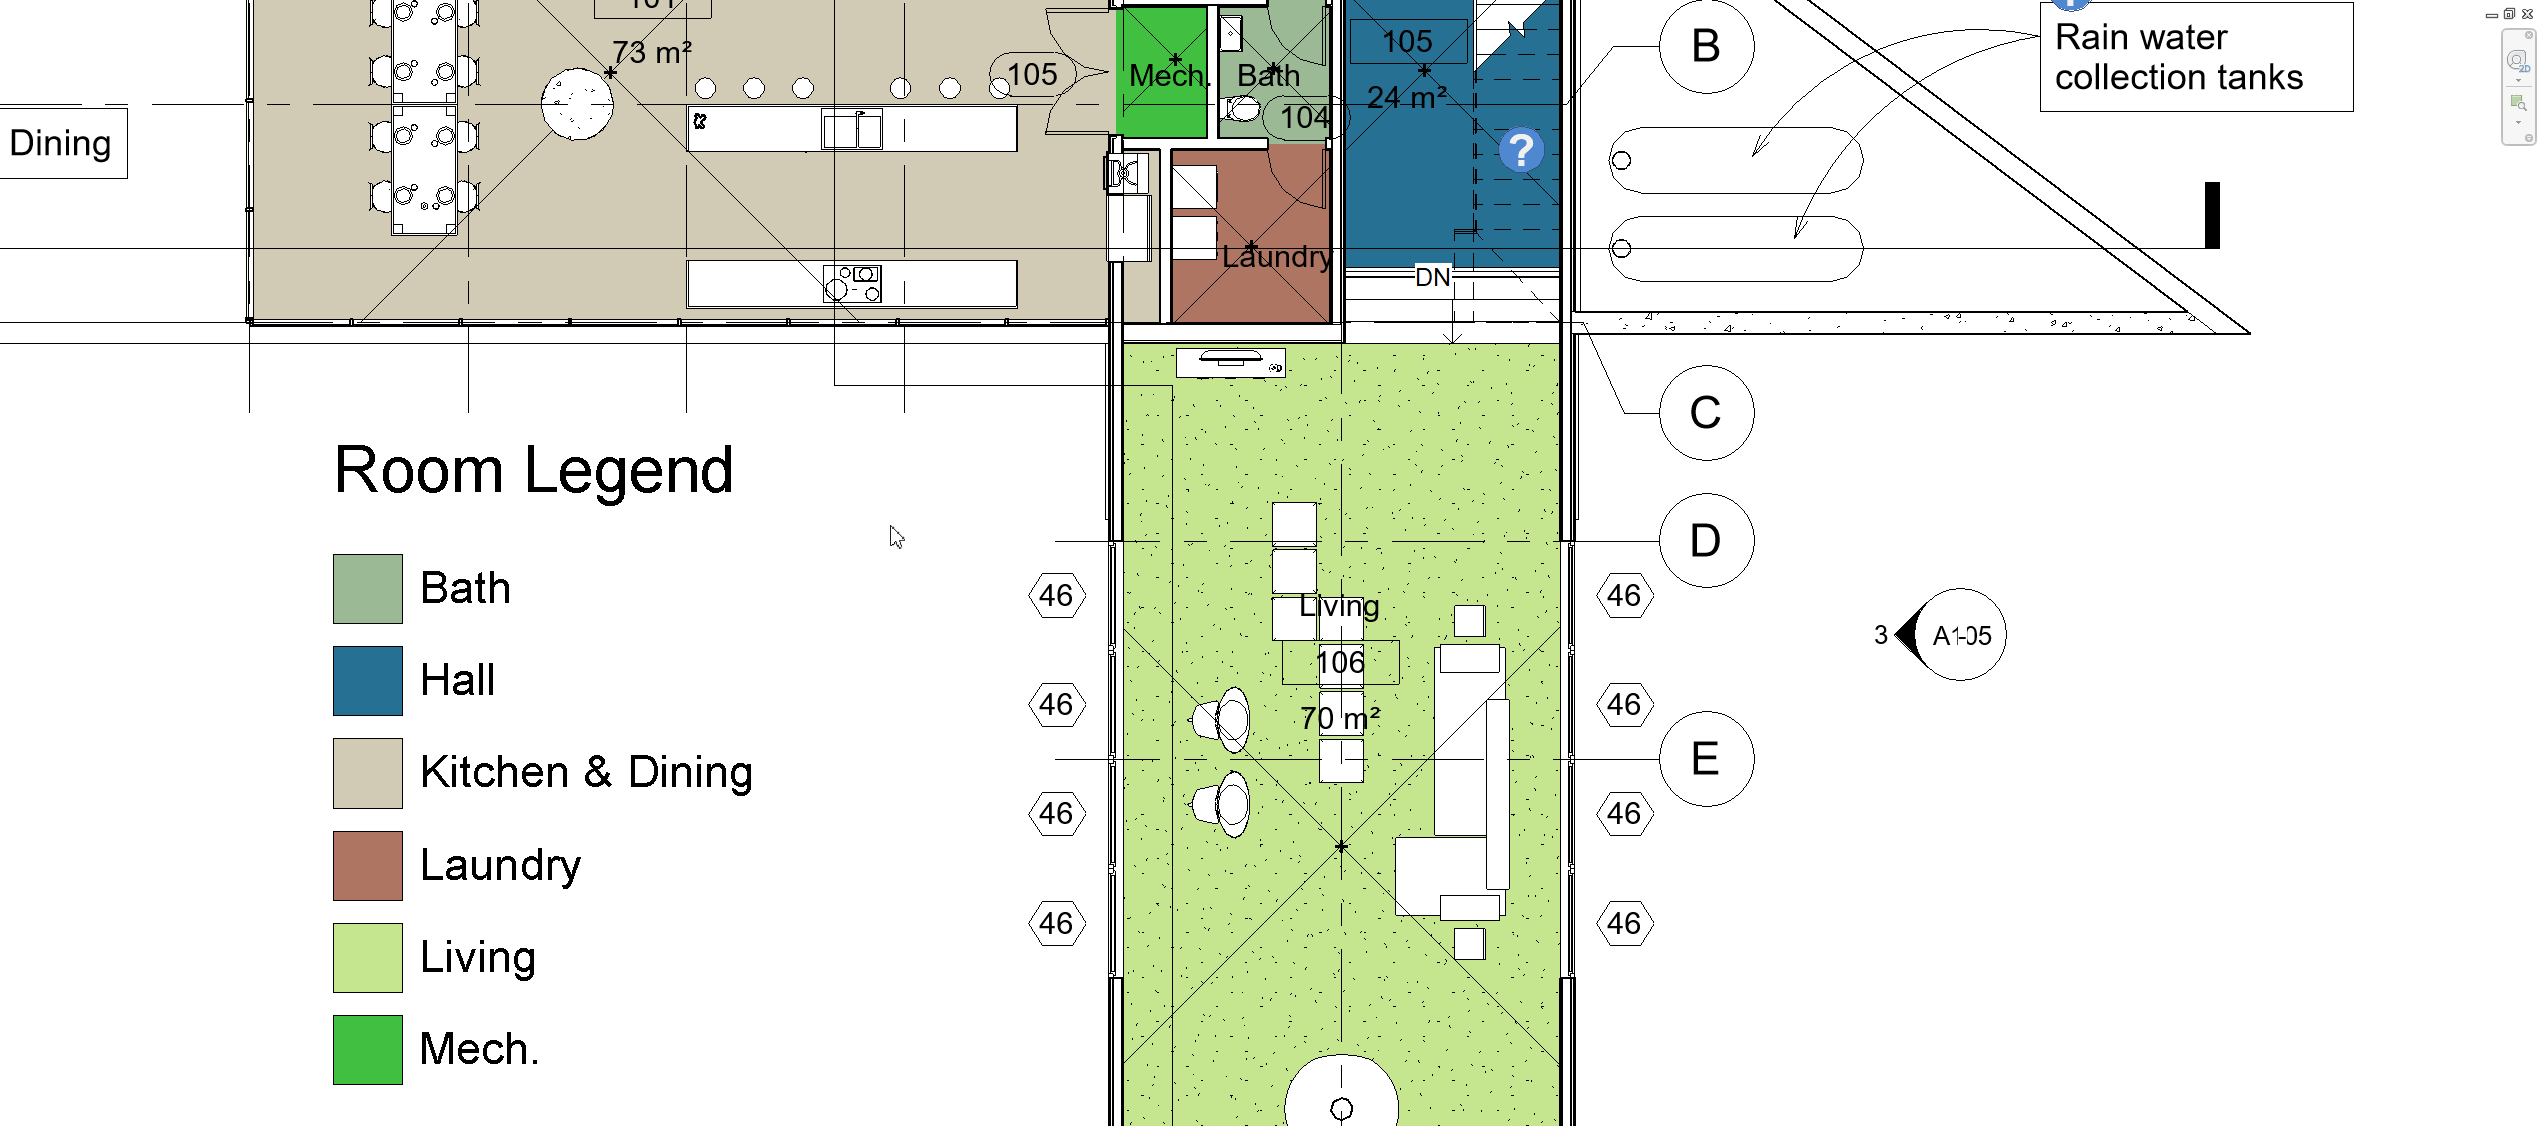 73 m²
105
Mech.
Bath
104
105
24 m²
?
B
Rain water
collection tanks
2D
Dining
Laundry
DN
C
Room Legend
D
Bath
Hall
Kitchen & Dining
Laundry
Living
Mech.
46
46
46
46
Living
106
70 m²
46
46
46
46
E
3
A1-05